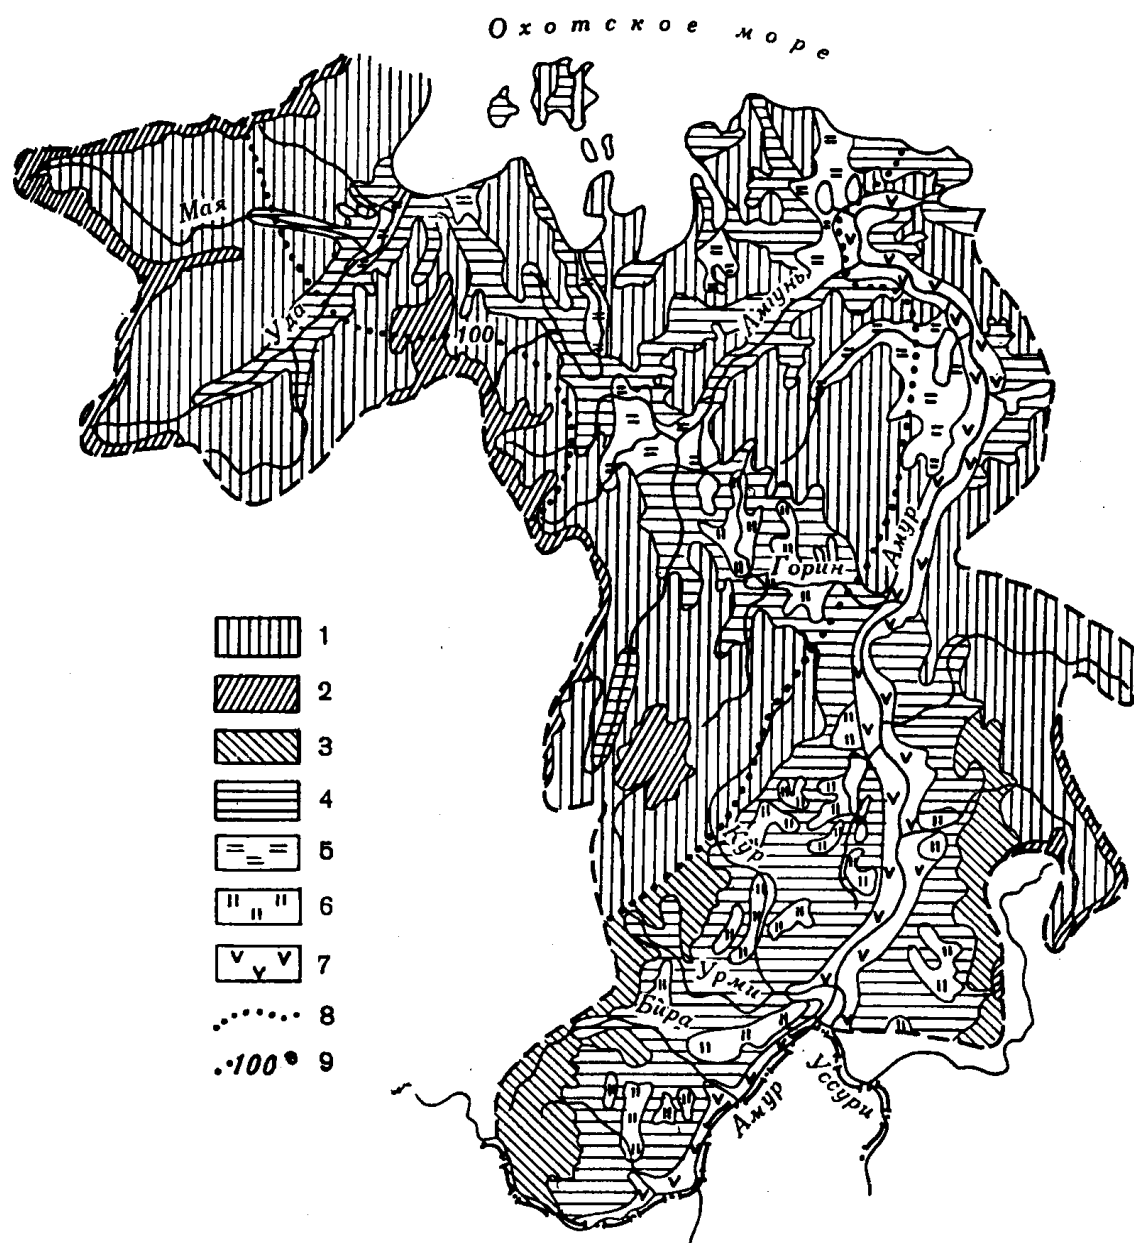 Охотское море
Мая
Уда
100
Амгунь
Амур
Горин
Кур
Урми
Бира
Амур
Уссури
1
2
3
4
5
6
7
8
100 9